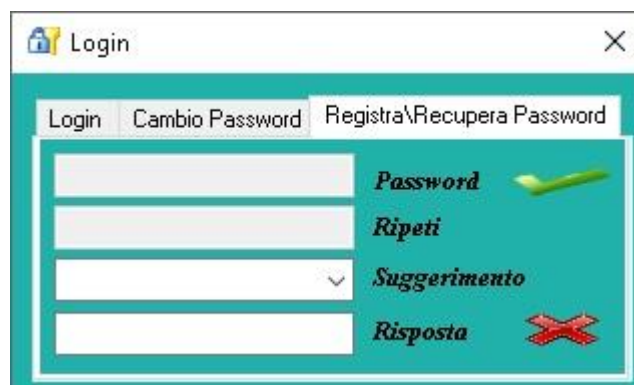 Login
Login Cambio Password Registra\Recupera Password
Password
Ripeti
Suggerimento
Risposta